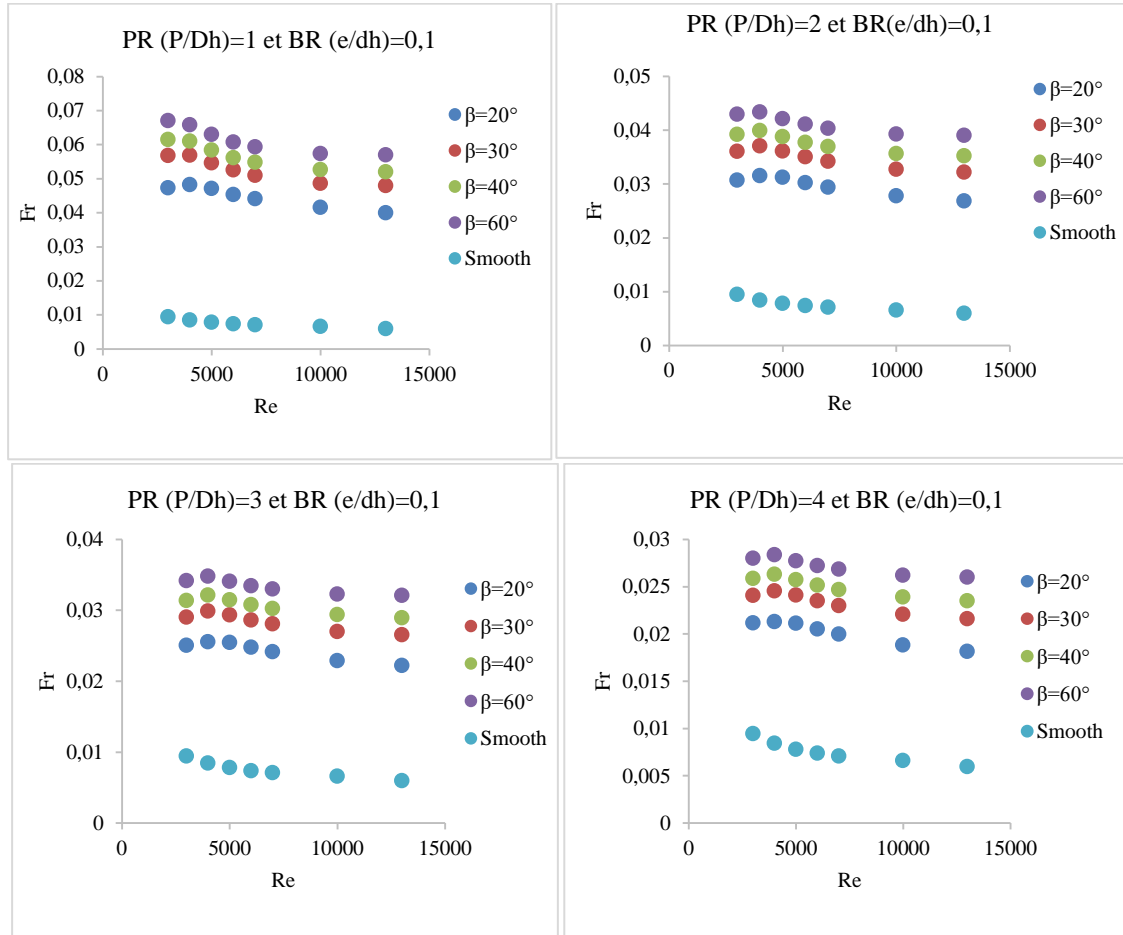 PR (P/Dh)=1 et BR (e/dh)=0,1
0,08
0,07
0,06
0,05
0,04
0,03
0,02
0,01
0
Fr
0
5000
10000
15000
Re
β=20°
β=30°
β=40°
β=60°
Smooth
PR (P/Dh)=2 et BR(e/dh)=0,1
0,05
0,04
0,03
0,02
0,01
0
Fr
0
5000
10000
15000
Re
β=20°
β=30°
β=40°
β=60°
Smooth
PR (P/Dh)=3 et BR (e/dh)=0,1
0,04
0,03
0,02
0,01
0
Fr
0
5000
10000
15000
Re
β=20°
β=30°
β=40°
β=60°
Smooth
PR (P/Dh)=4 et BR (e/dh)=0,1
0,03
0,025
0,02
0,015
0,01
0,005
0
Fr
0
5000
10000
15000
Re
β=20°
β=30°
β=40°
β=60°
Smooth